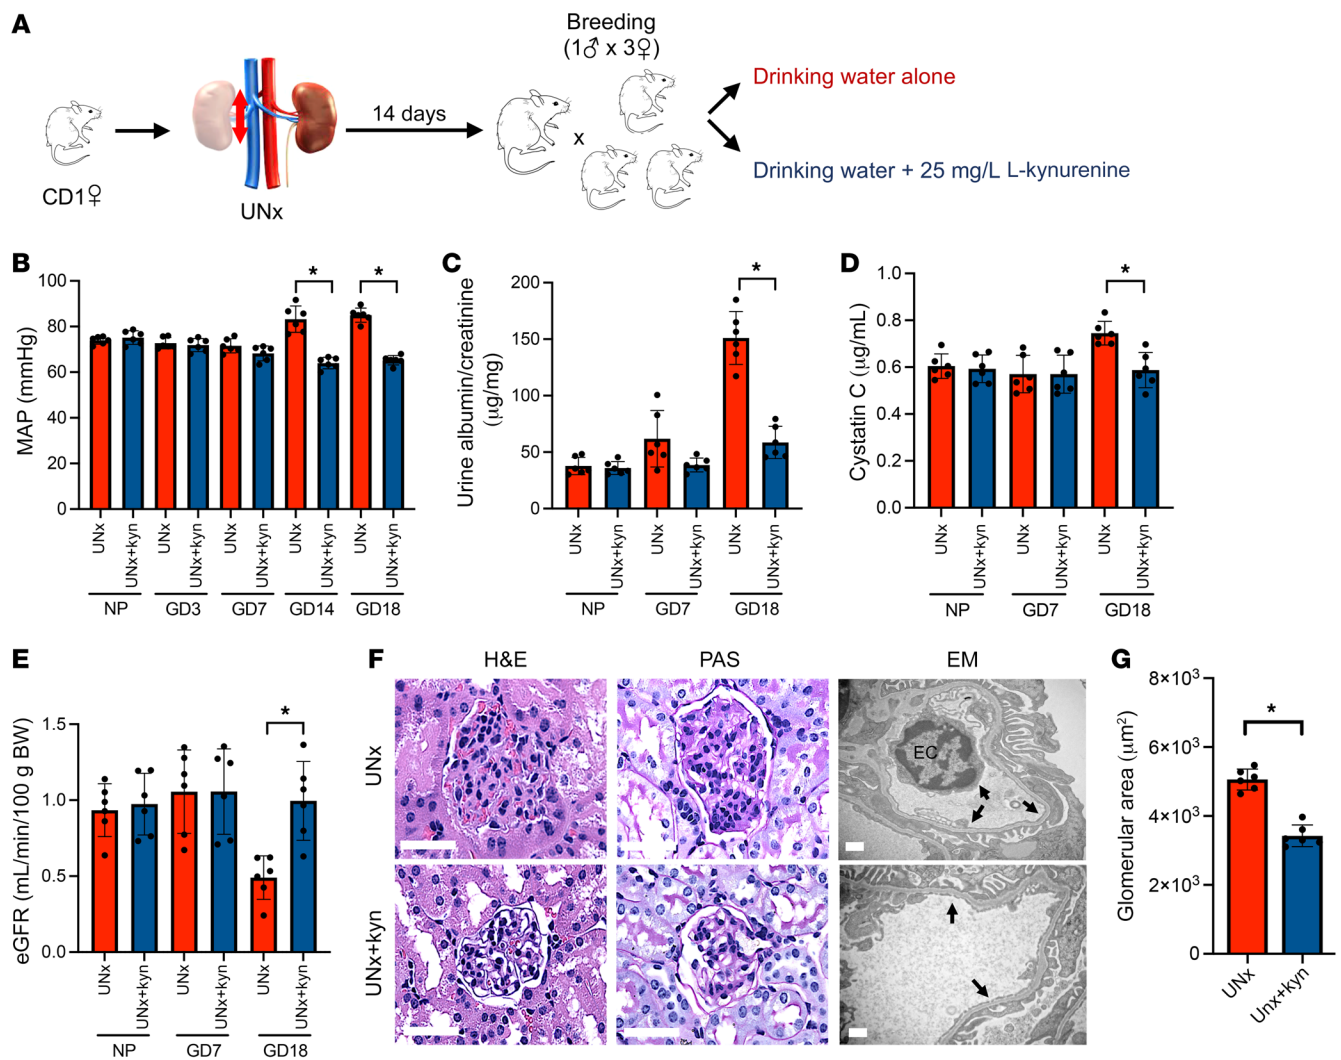 A
Breeding
(1♂ x 3♀)
CD1♀
UNx
14 days
x
Drinking water alone
Drinking water + 25 mg/L L-kynurenine
B
MAP (mmHg)
100
80
60
40
20
0
*
*
UNx
UNx+kyn
UNx
UNx+kyn
UNx
UNx+kyn
UNx
UNx+kyn
UNx
UNx+kyn
NP
GD3
GD7
GD14
GD18
C
Urine albumin/creatinine
(μg/mg)
200
150
100
50
0
*
UNx
UNx+kyn
UNx
UNx+kyn
UNx
UNx+kyn
NP
GD7
GD18
D
Cystatin C (μg/mL)
1.0
0.8
0.6
0.4
0.2
0.0
*
UNx
UNx+kyn
UNx
UNx+kyn
UNx
UNx+kyn
NP
GD7
GD18
E
eGFR (mL/min/100 g BW)
1.5
1.0
0.5
0.0
*
UNx
UNx+kyn
UNx
UNx+kyn
UNx
UNx+kyn
NP
GD7
GD18
F
H&E
PAS
EM
UNx
EC
UNx+kyn
G
Glomerular area (μm²)
8×10³
6×10³
4×10³
2×10³
0
*
UNx
Unx+kyn